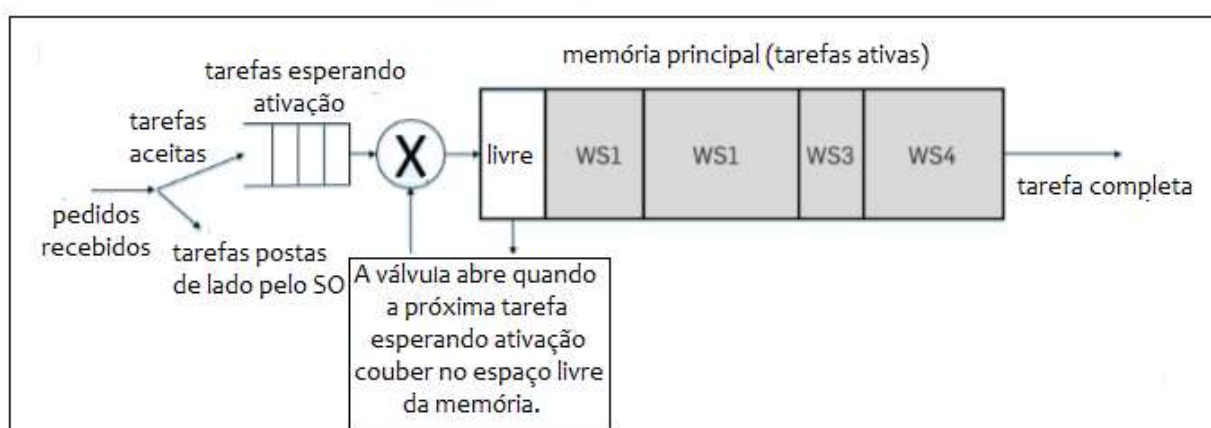 memória principal (tarefas ativas)
tarefas esperando
ativação
tarefas
aceitas
X
livre
WS1
WS1
WS3
WS4
tarefa completa
pedidos
recebidos
tarefas postas
de lado pelo SO
A válvula abre quando
a próxima tarefa
esperando ativação
couber no espaço livre
da memória.